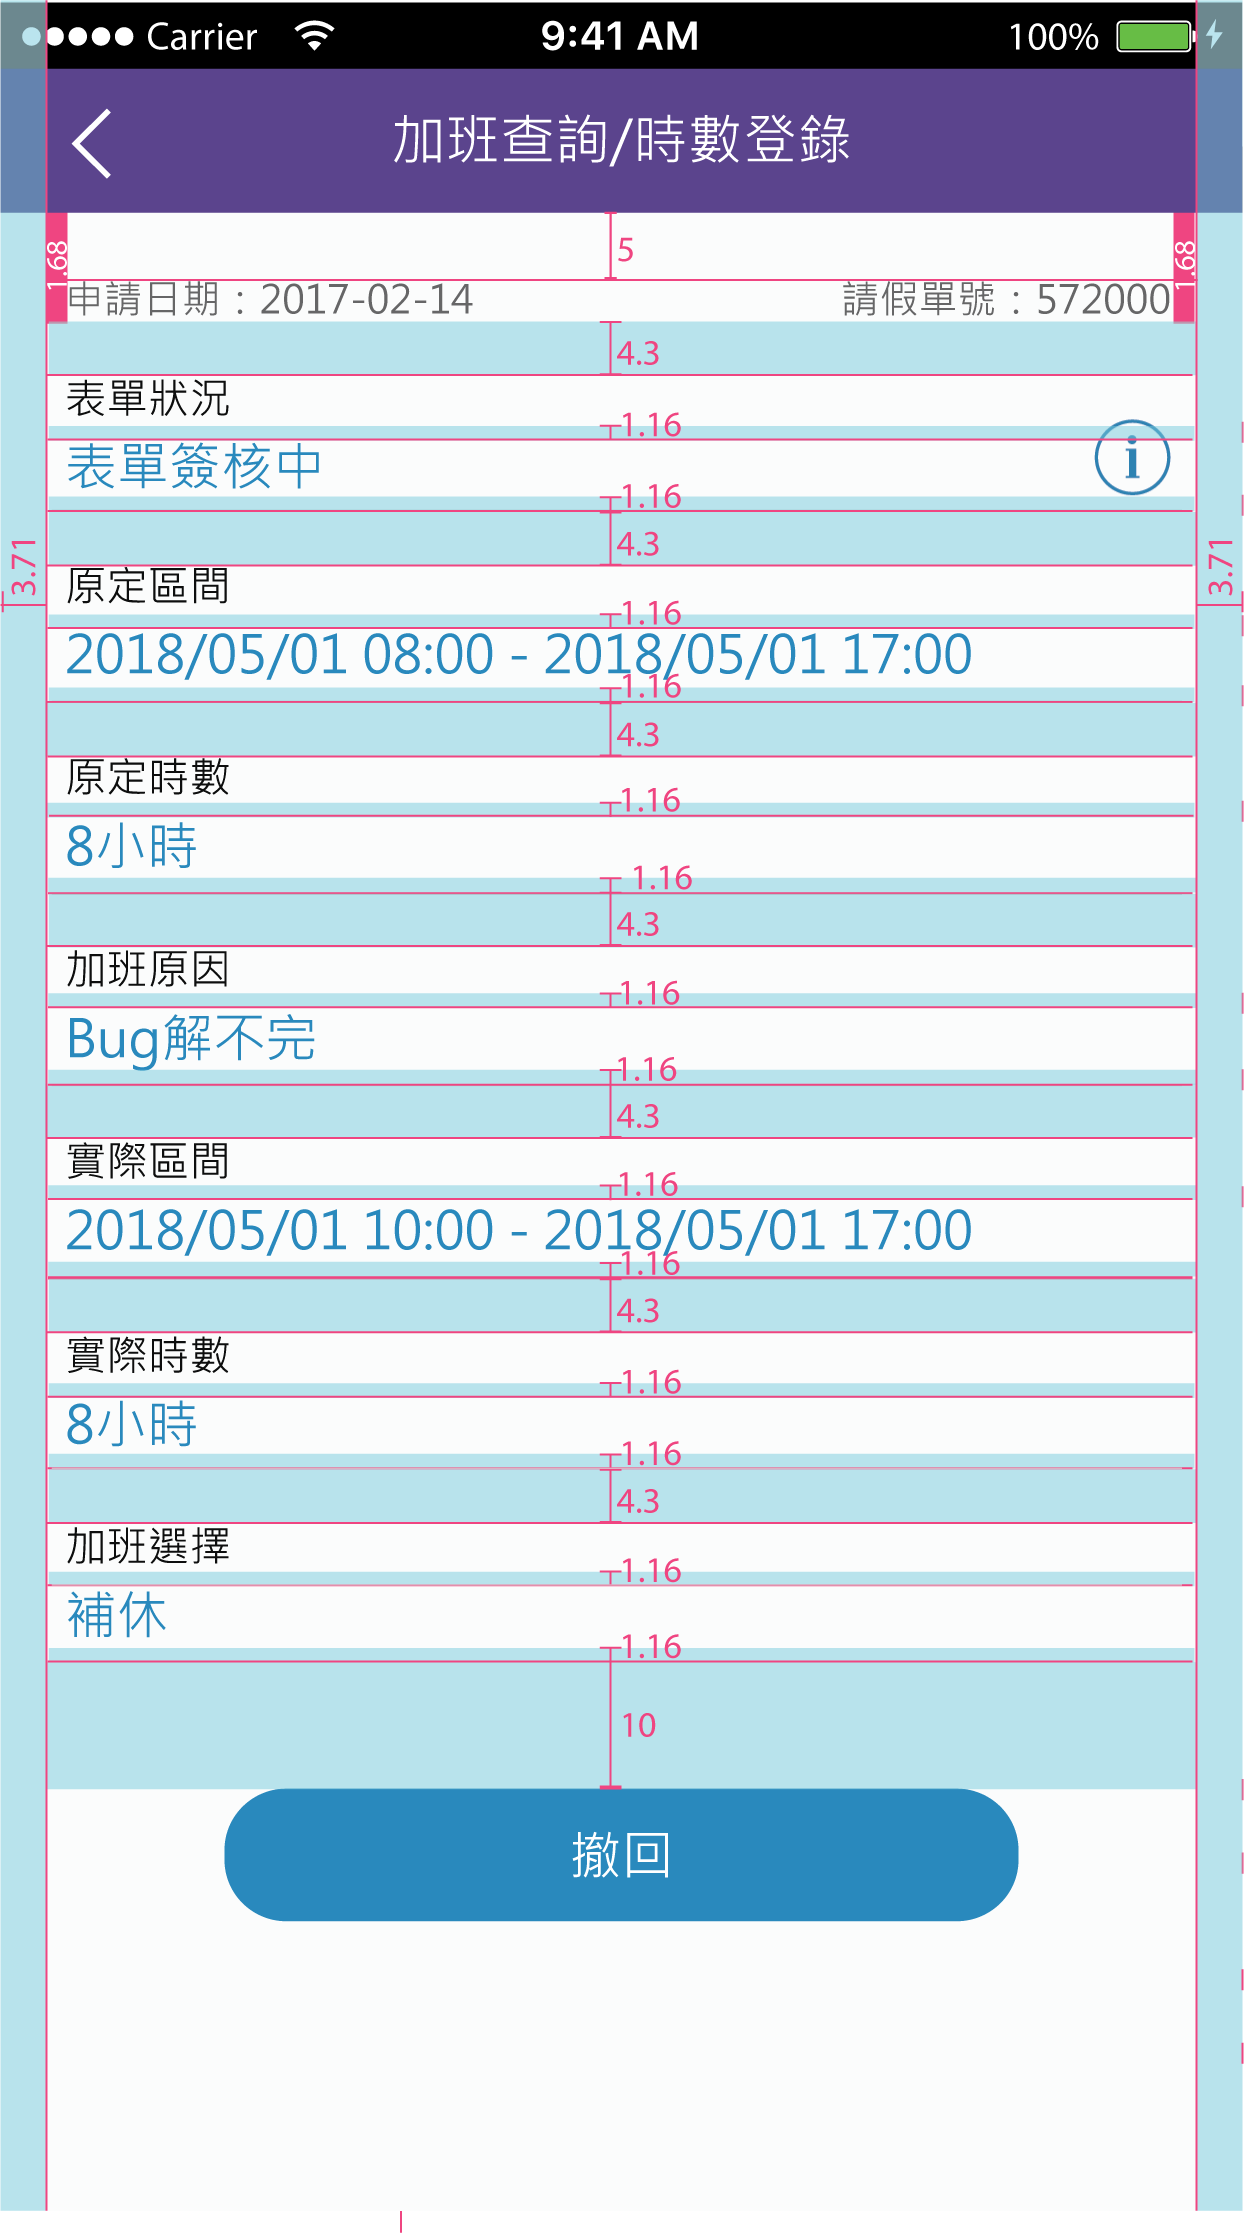 Carrier 9:41 AM 100%
加班查詢/時數登錄
1.68 5 1.68
申請日期：2017-02-14 請假單號：572000
4.3
表單狀況
1.16
表單簽核中 i
1.16
4.3
3.71 3.71
原定區間
1.16
2018/05/01 08:00 - 2018/05/01 17:00
1.16
4.3
原定時數
1.16
8小時
1.16
4.3
加班原因
1.16
Bug解不完
1.16
4.3
實際區間
1.16
2018/05/01 10:00 - 2018/05/01 17:00
1.16
4.3
實際時數
1.16
8小時
1.16
4.3
加班選擇
1.16
補休
1.16
10
撤回